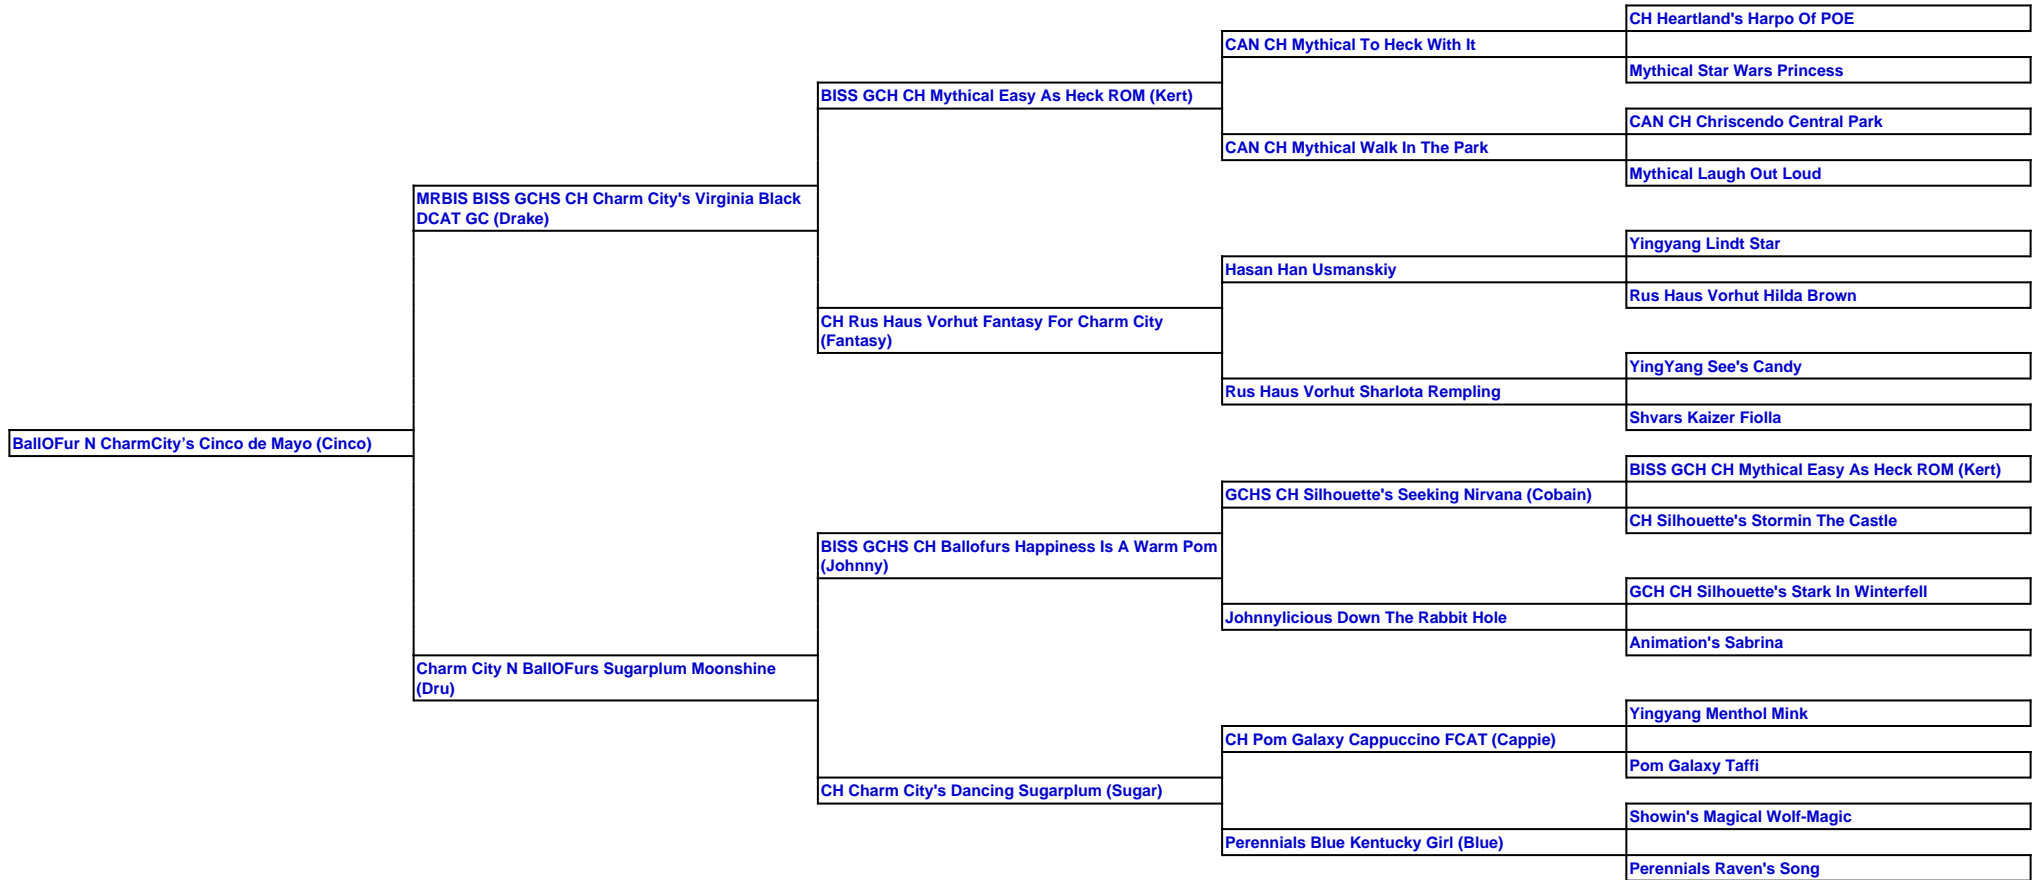 CH Heartland's Harpo Of POE
CAN CH Mythical To Heck With It
Mythical Star Wars Princess
BISS GCH CH Mythical Easy As Heck ROM (Kert)
CAN CH Chriscendo Central Park
CAN CH Mythical Walk In The Park
Mythical Laugh Out Loud
MRBIS BISS GCHS CH Charm City's Virginia Black
DCAT GC (Drake)
Yingyang Lindt Star
Hasan Han Usmanskiy
Rus Haus Vorhut Hilda Brown
CH Rus Haus Vorhut Fantasy For Charm City
(Fantasy)
YingYang See's Candy
Rus Haus Vorhut Sharlota Rempling
Shvars Kaizer Fiolla
BallOFur N CharmCity’s Cinco de Mayo (Cinco)
BISS GCH CH Mythical Easy As Heck ROM (Kert)
GCHS CH Silhouette's Seeking Nirvana (Cobain)
CH Silhouette's Stormin The Castle
BISS GCHS CH Ballofurs Happiness Is A Warm Pom
(Johnny)
GCH CH Silhouette's Stark In Winterfell
Johnnylicious Down The Rabbit Hole
Animation's Sabrina
Charm City N BallOFurs Sugarplum Moonshine
(Dru)
Yingyang Menthol Mink
CH Pom Galaxy Cappuccino FCAT (Cappie)
Pom Galaxy Taffi
CH Charm City's Dancing Sugarplum (Sugar)
Showin's Magical Wolf-Magic
Perennials Blue Kentucky Girl (Blue)
Perennials Raven's Song